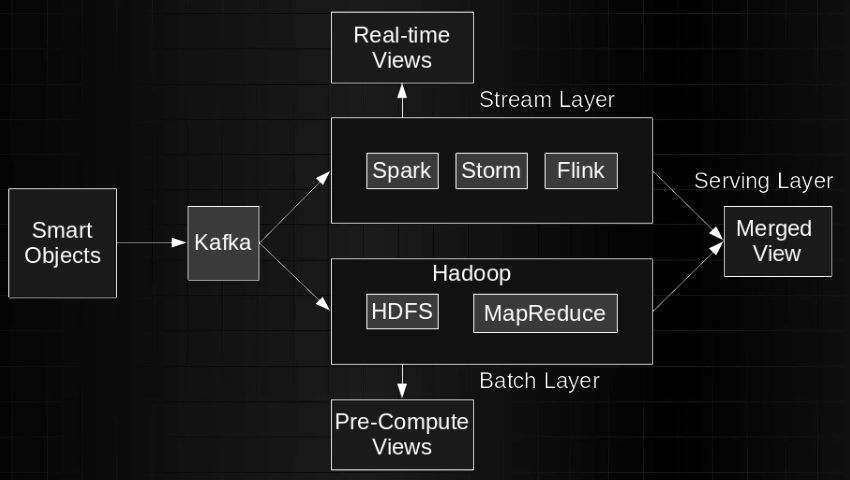 Real-time
Views
Stream Layer
Spark
Storm
Flink
Serving Layer
Smart
Objects
Kafka
Merged
View
Hadoop
HDFS
MapReduce
Batch Layer
Pre-Compute
Views